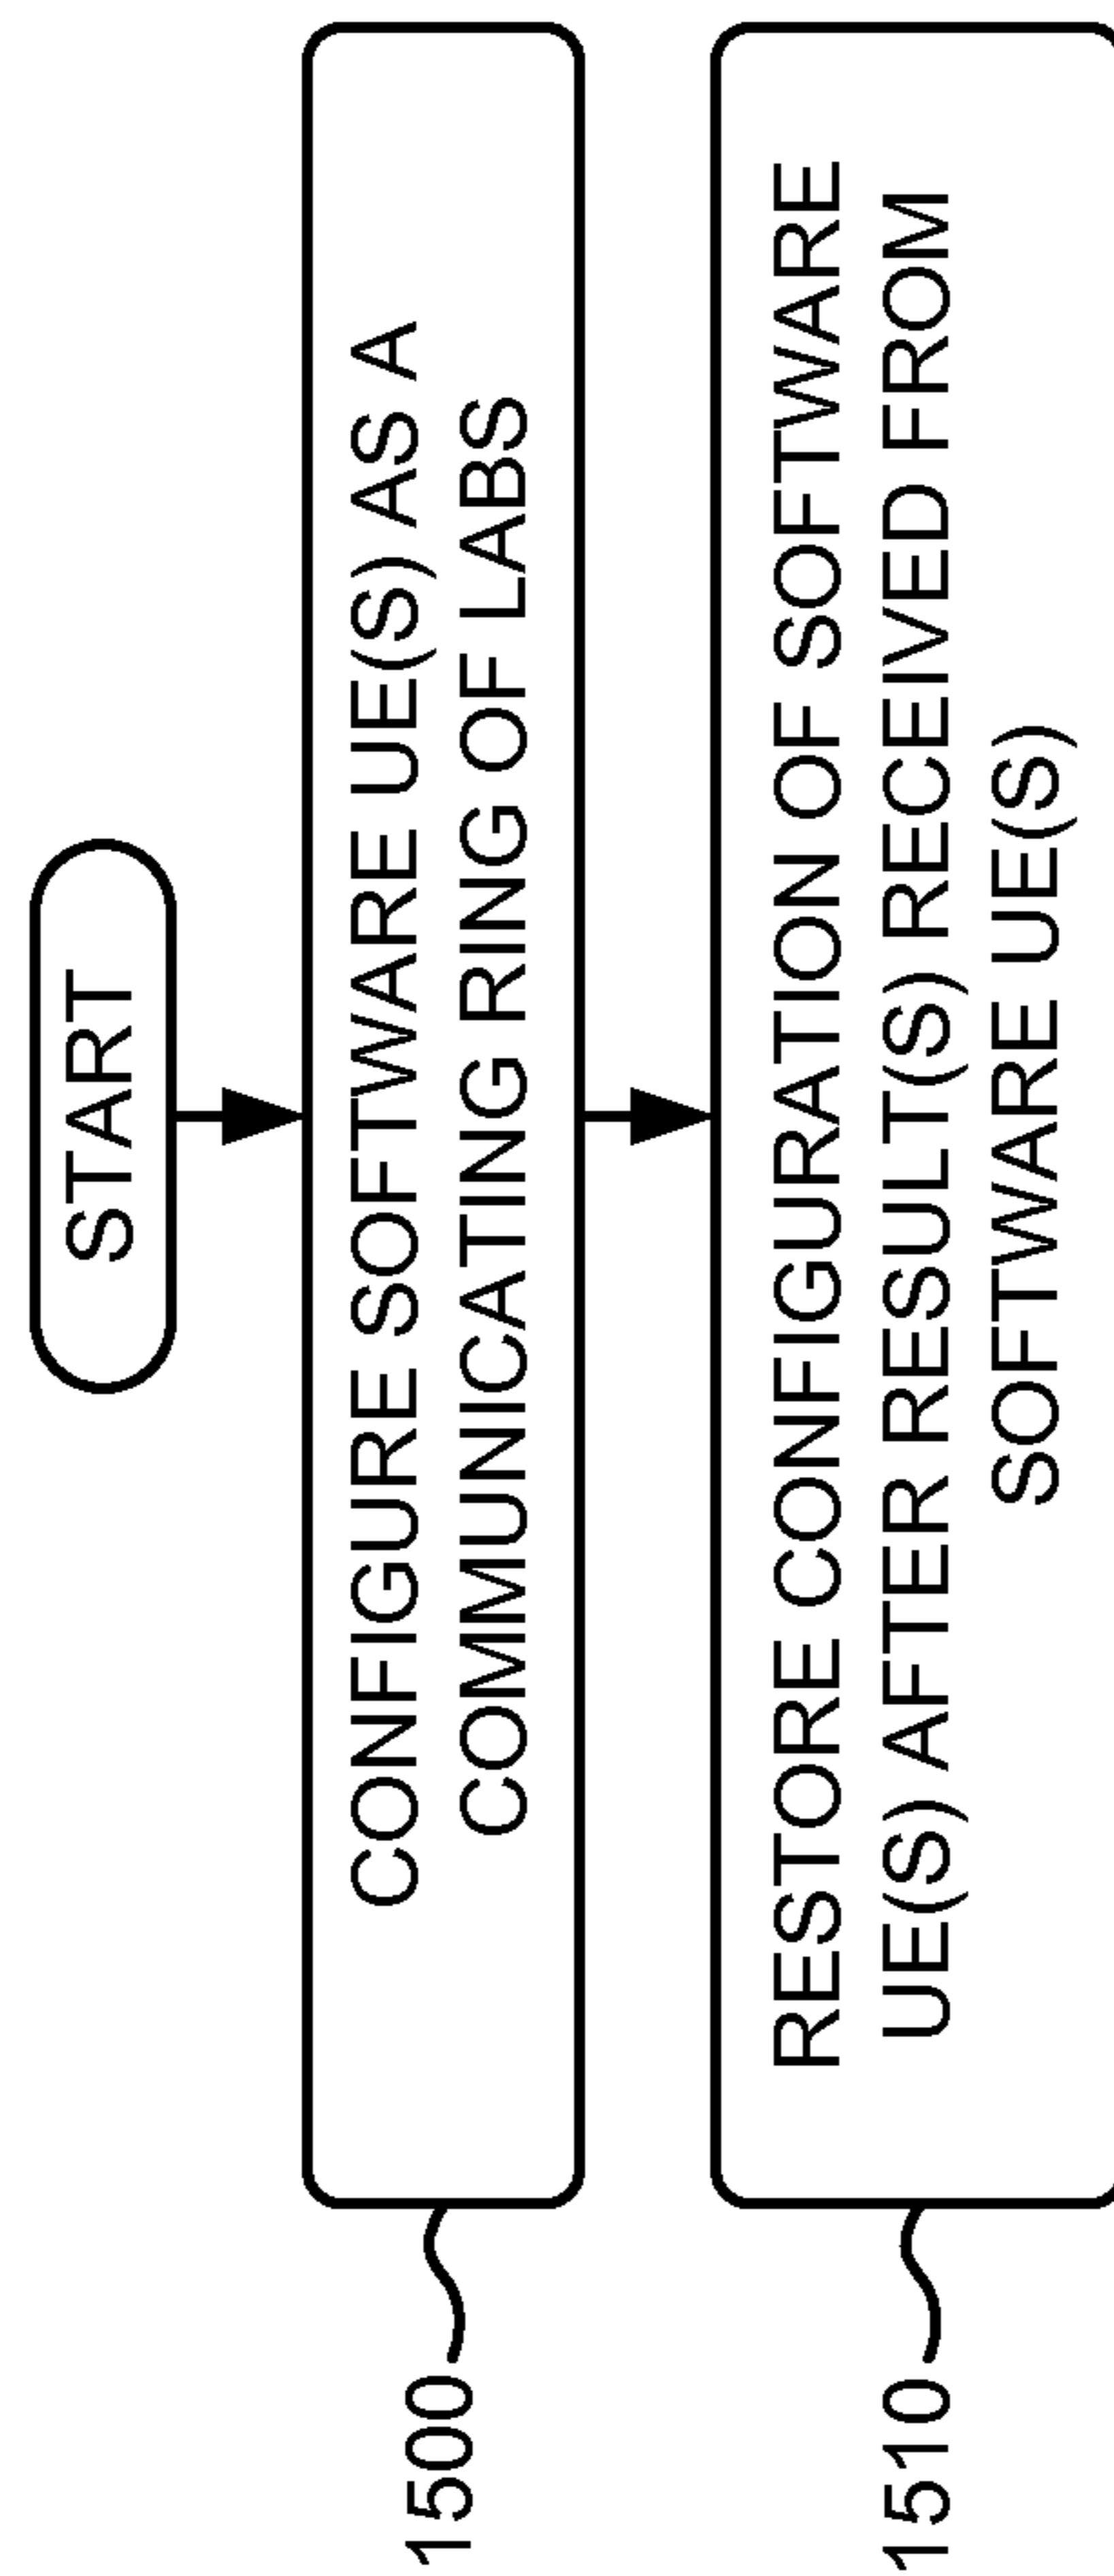 START
CONFIGURE SOFTWARE UE(S) AS A
COMMUNICATING RING OF LABS
1500
RESTORE CONFIGURATION OF SOFTWARE
UE(S) AFTER RESULT(S) RECEIVED FROM
SOFTWARE UE(S)
1510